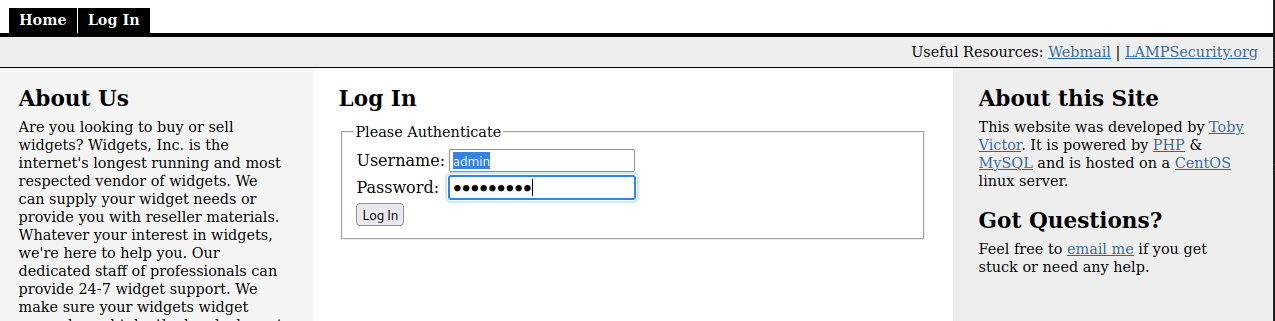 Home Log In
Useful Resources: Webmail | LAMPSecurity.org
About Us
Are you looking to buy or sell
widgets? Widgets, Inc. is the
internet's longest running and most
respected vendor of widgets. We
can supply your widget needs or
provide you with reseller materials.
Whatever your interest in widgets,
we're here to help you. Our
dedicated staff of professionals can
provide 24-7 widget support. We
make sure your widgets widget
Log In
Please Authenticate
Username: admin
Password: •••••••••
Log In
About this Site
This website was developed by Toby
Victor. It is powered by PHP &
MySQL and is hosted on a CentOS
linux server.
Got Questions?
Feel free to email me if you get
stuck or need any help.